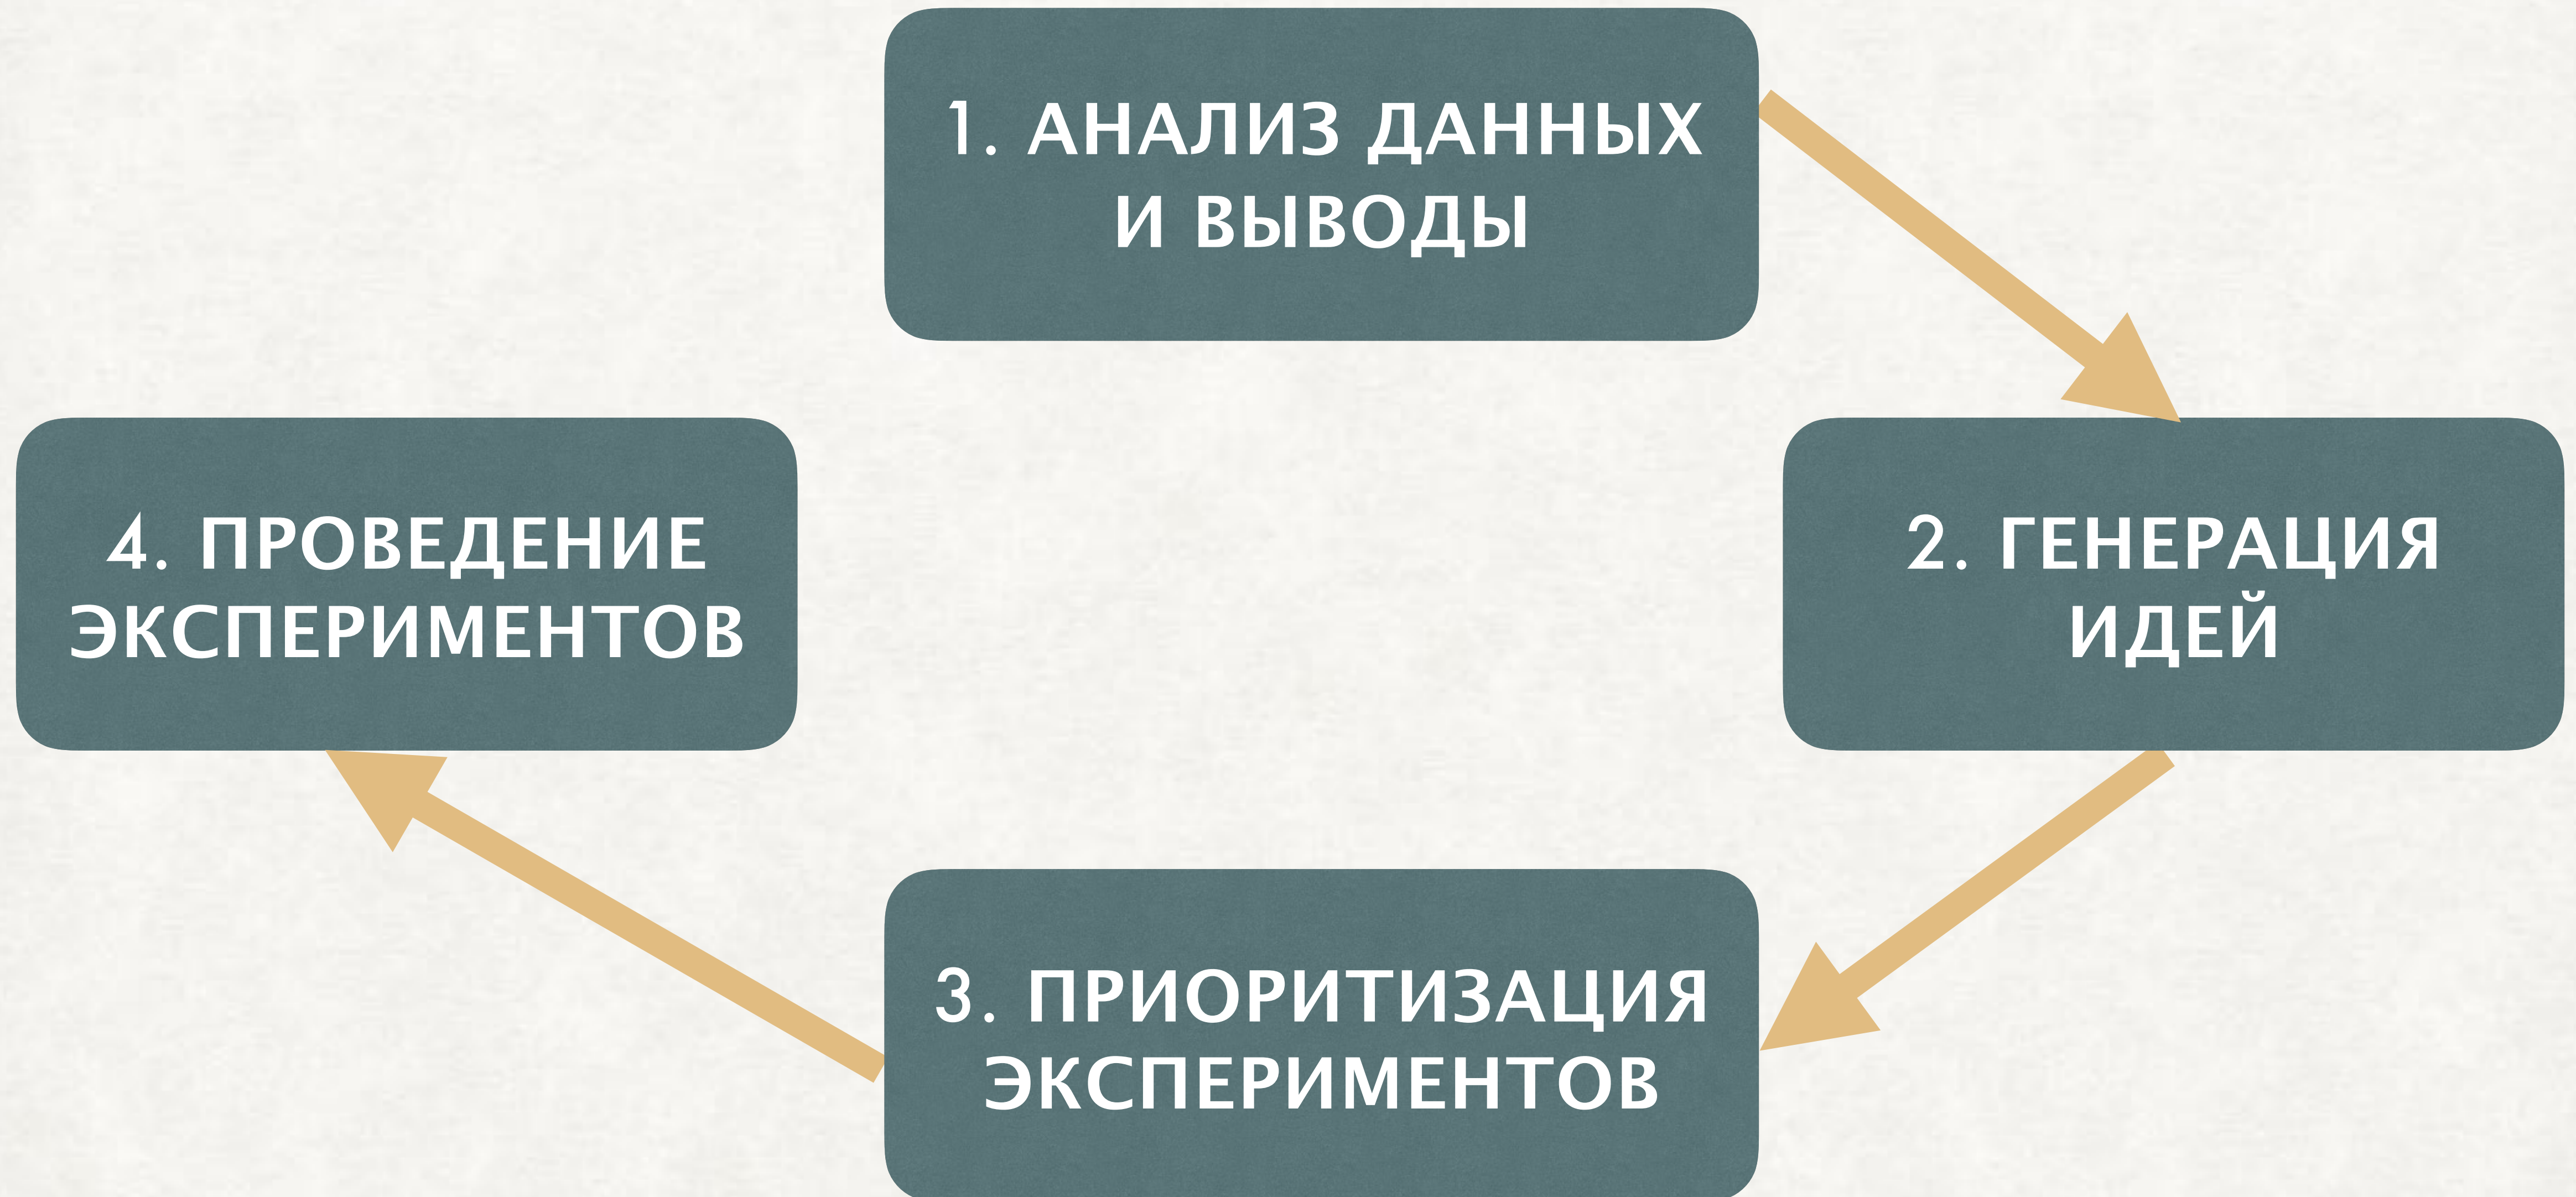 1. АНАЛИЗ ДАННЫХ
И ВЫВОДЫ
2. ГЕНЕРАЦИЯ
ИДЕЙ
3. ПРИОРИТИЗАЦИЯ
ЭКСПЕРИМЕНТОВ
4. ПРОВЕДЕНИЕ
ЭКСПЕРИМЕНТОВ